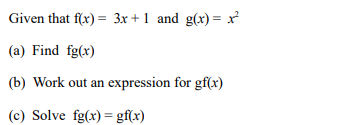 Given that f(x) = 3x + 1 and g(x) = x²
(a) Find fg(x)
(b) Work out an expression for gf(x)
(c) Solve fg(x) = gf(x)